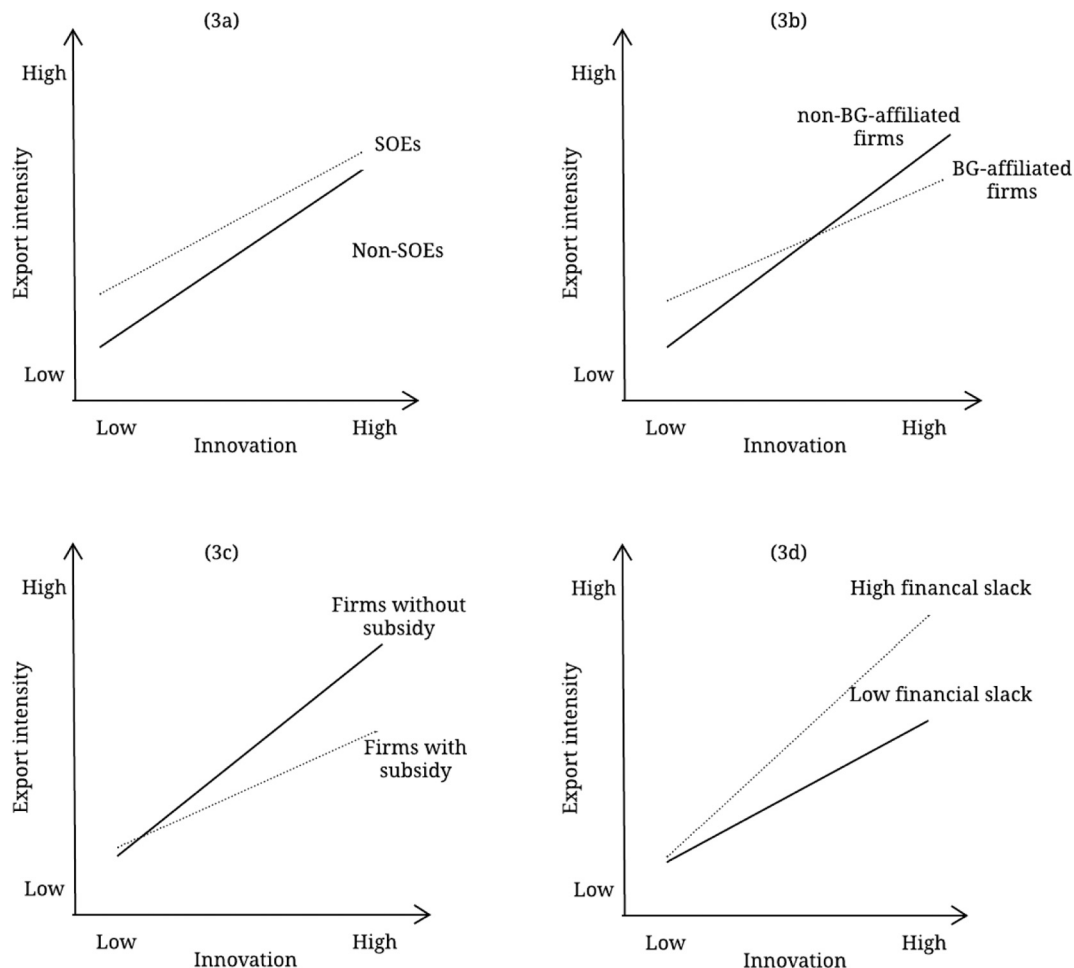 (3a)
High
SOEs
Export intensity
Non-SOEs
Low
Low
High
Innovation
(3b)
High
non-BG-affiliated
firms
BG-affiliated
firms
Export intensity
Low
Low
High
Innovation
(3c)
High
Firms without
subsidy
Export intensity
Firms with
subsidy
Low
Low
High
Innovation
(3d)
High
High financal slack
Export intensity
Low financial slack
Low
Low
High
Innovation